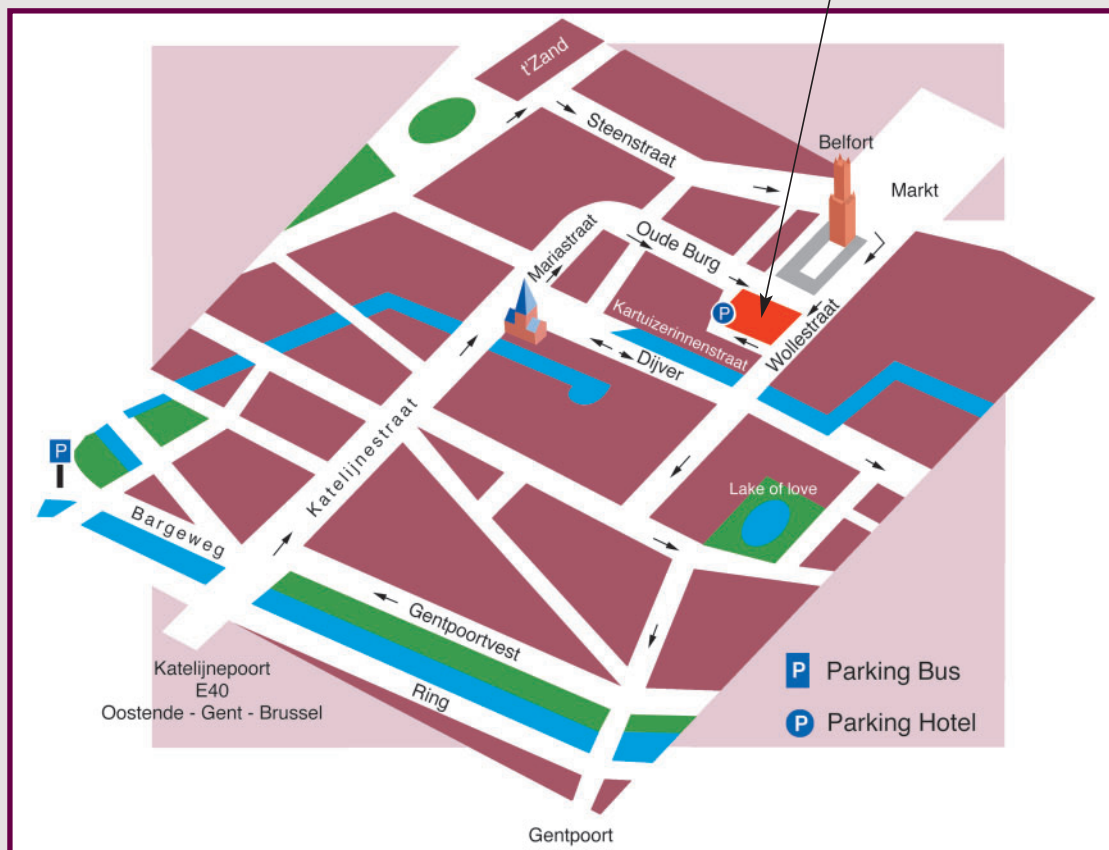 t'Zand
Steenstraat
Belfort
Markt
Mariastraat
Oude Burg
P
Kartuizerinnenstraat
Wollestraat
Dijver
Katelijnestraat
P
Lake of love
Bargeweg
Gentpoortvest
Ring
Katelijnepoort
E40
Oostende - Gent - Brussel
P Parking Bus
P Parking Hotel
Gentpoort